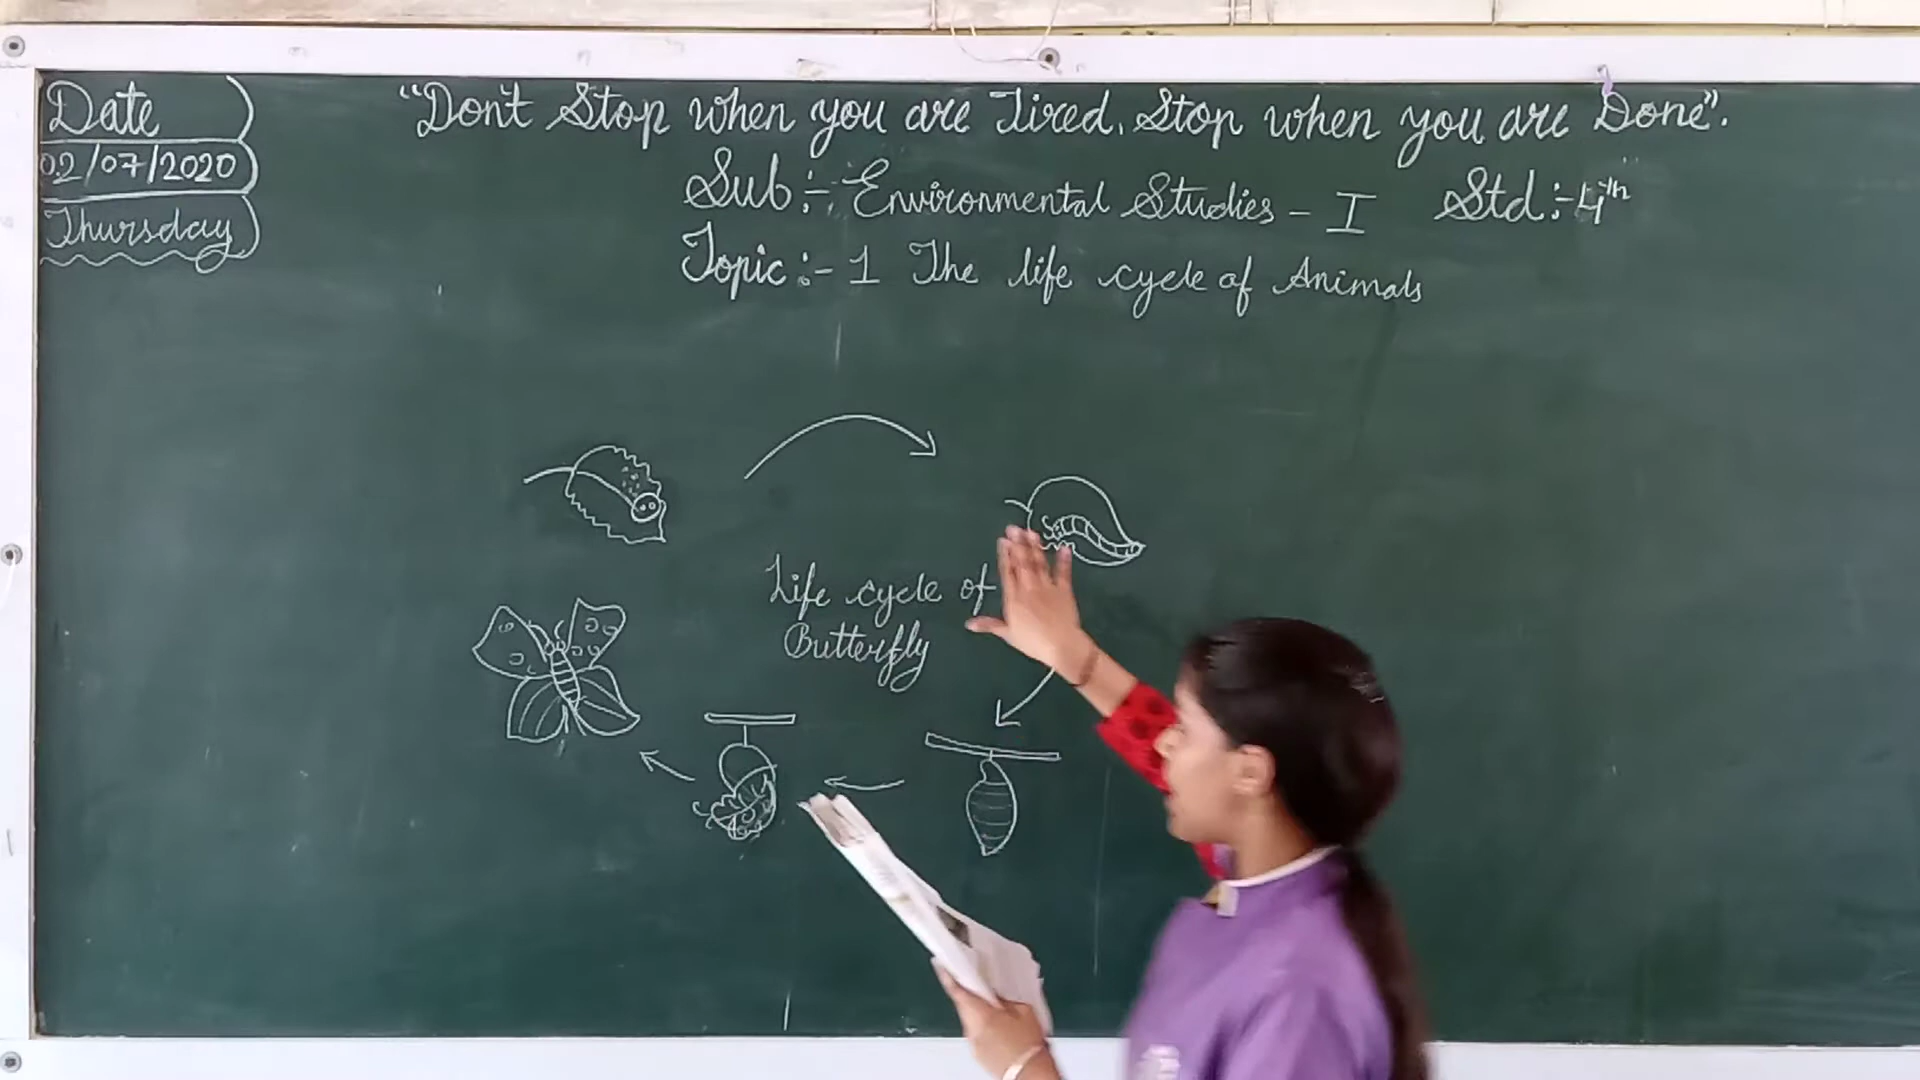 Date
02/07/2020
Thursday
"Don't Stop when you are Tired, Stop when you are Done".
Sub :- Environmental Studies - I Std :- 4th
Topic :- 1 The life cycle of Animals
Life cycle of
Butterfly